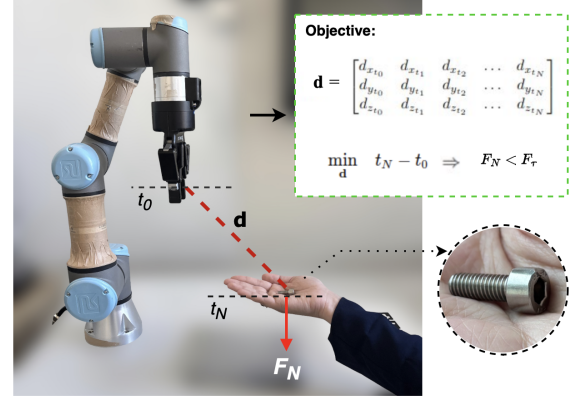 Objective:
d = [d_{x_{t_0}} d_{x_{t_1}} d_{x_{t_2}} … d_{x_{t_N}}
d_{y_{t_0}} d_{y_{t_1}} d_{y_{t_2}} … d_{y_{t_N}}
d_{z_{t_0}} d_{z_{t_1}} d_{z_{t_2}} … d_{z_{t_N}}]
min_d t_N − t_0 ⇒ F_N < F_τ
t_0
d
t_N
F_N